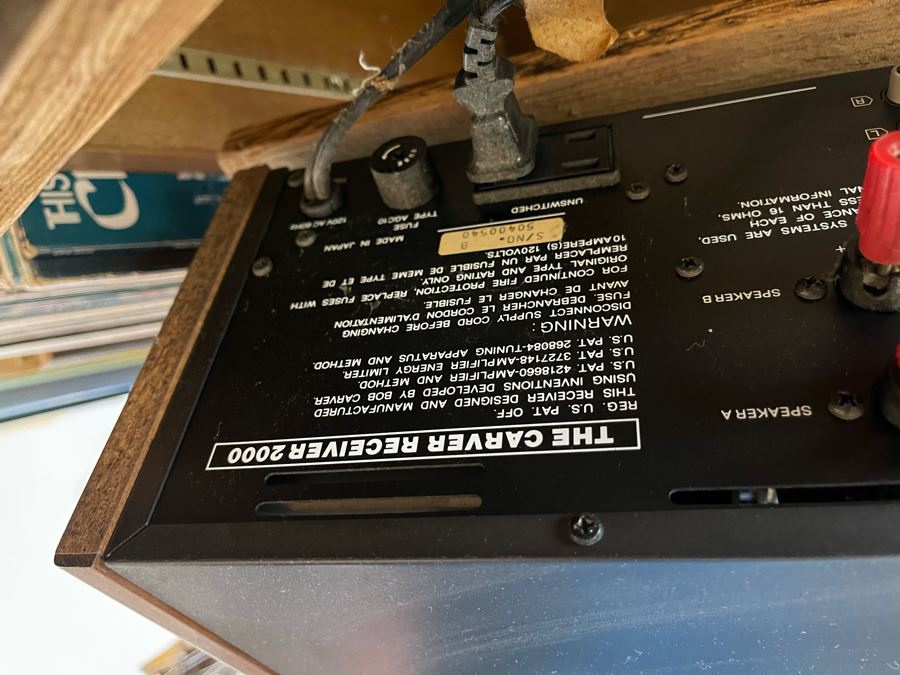 THE CARVER RECEIVER 2000
REG. U.S. PAT. OFF.
THIS RECEIVER DESIGNED AND MANUFACTURED
USING INVENTIONS DEVELOPED BY BOB CARVER.
U.S. PAT. 4218660-AMPLIFIER AND METHOD.
U.S. PAT. 3727148-AMPLIFIER ENERGY LIMITER.
U.S. PAT. 268084-TUNING APPARATUS AND METHOD.
WARNING:
DISCONNECT SUPPLY CORD BEFORE CHANGING
FUSE. DEBRANCHER LE CORDON D'ALIMENTATION
AVANT DE CHANGER LE FUSIBLE.
FOR CONTINUED FIRE PROTECTION, REPLACE FUSES WITH
ORIGINAL TYPE AND RATING ONLY.
REMPLACER PAR UN FUSIBLE DE MEME TYPE ET DE
10 AMPERE(S) 120VOLTS.
S/NO. B
50400540
MADE IN JAPAN
UNSWITCHED
FUSE
TYPE AGC10
120V AC 60HZ
SPEAKER A
SPEAKER B
+
SYSTEMS ARE USED,
ANCE OF EACH
ESS THAN 16 OHMS.
NAL INFORMATION.
L
R
THIS